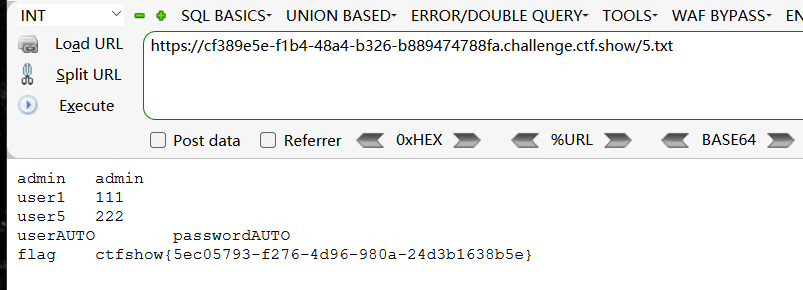 INT SQL BASICS UNION BASED ERROR/DOUBLE QUERY TOOLS WAF BYPASS EN
Load URL https://cf389e5e-f1b4-48a4-b326-b889474788fa.challenge.ctf.show/5.txt
Split URL
Execute
Post data Referrer 0xHEX %URL BASE64
admin admin
user1 111
user5 222
userAUTO passwordAUTO
flag ctfshow{5ec05793-f276-4d96-980a-24d3b1638b5e}